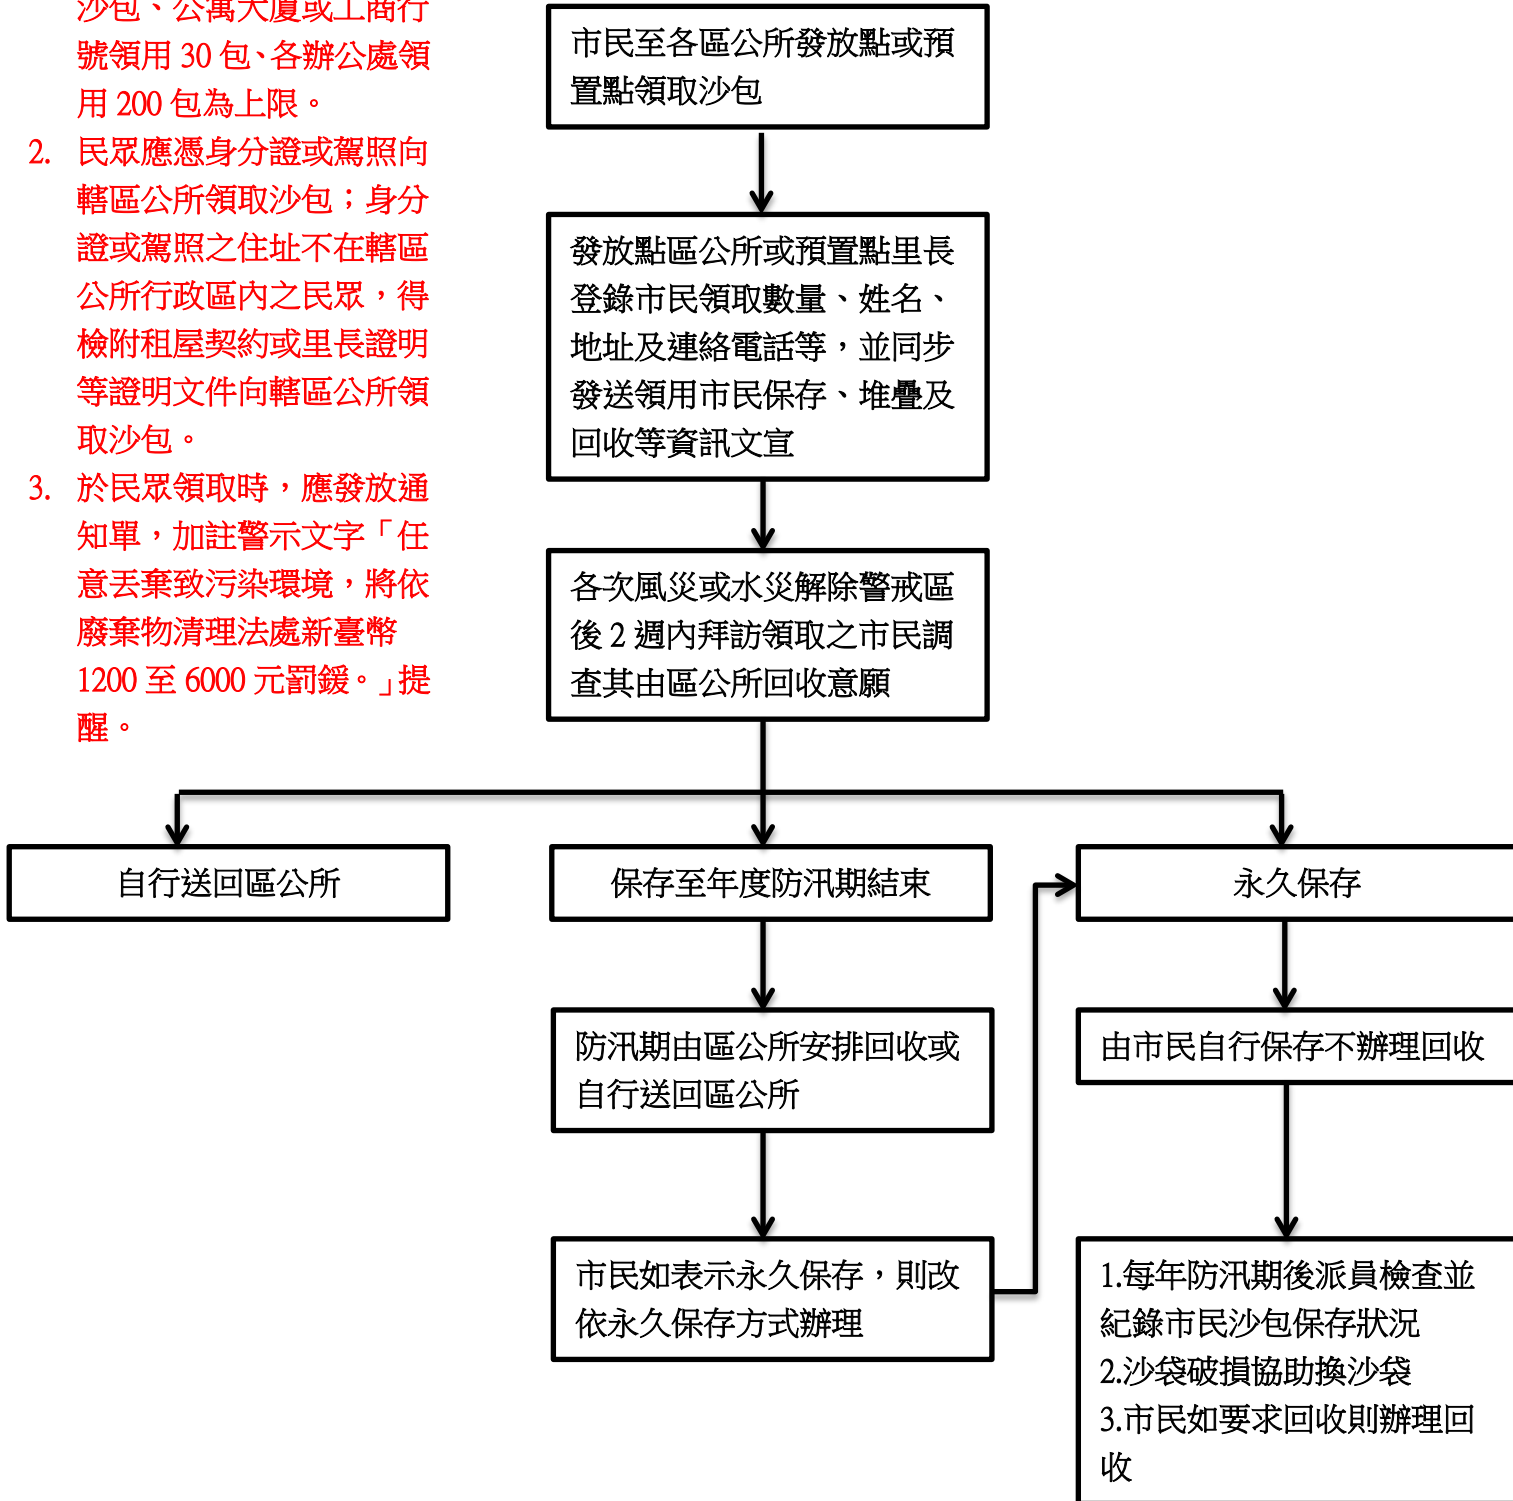 沙包、公寓大廈或工商行
號領用 30 包、各辦公處領
用 200 包為上限。
2. 民眾應憑身分證或駕照向
轄區公所領取沙包；身分
證或駕照之住址不在轄區
公所行政區內之民眾，得
檢附租屋契約或里長證明
等證明文件向轄區公所領
取沙包。
3. 於民眾領取時，應發放通
知單，加註警示文字「任
意丟棄致污染環境，將依
廢棄物清理法處新臺幣
1200 至 6000 元罰鍰。」提
醒。
市民至各區公所發放點或預
置點領取沙包
發放點區公所或預置點里長
登錄市民領取數量、姓名、
地址及連絡電話等，並同步
發送領用市民保存、堆疊及
回收等資訊文宣
各次風災或水災解除警戒區
後 2 週內拜訪領取之市民調
查其由區公所回收意願
自行送回區公所
保存至年度防汛期結束
永久保存
防汛期由區公所安排回收或
自行送回區公所
由市民自行保存不辦理回收
市民如表示永久保存，則改
依永久保存方式辦理
1.每年防汛期後派員檢查並
紀錄市民沙包保存狀況
2.沙袋破損協助換沙袋
3.市民如要求回收則辦理回
收